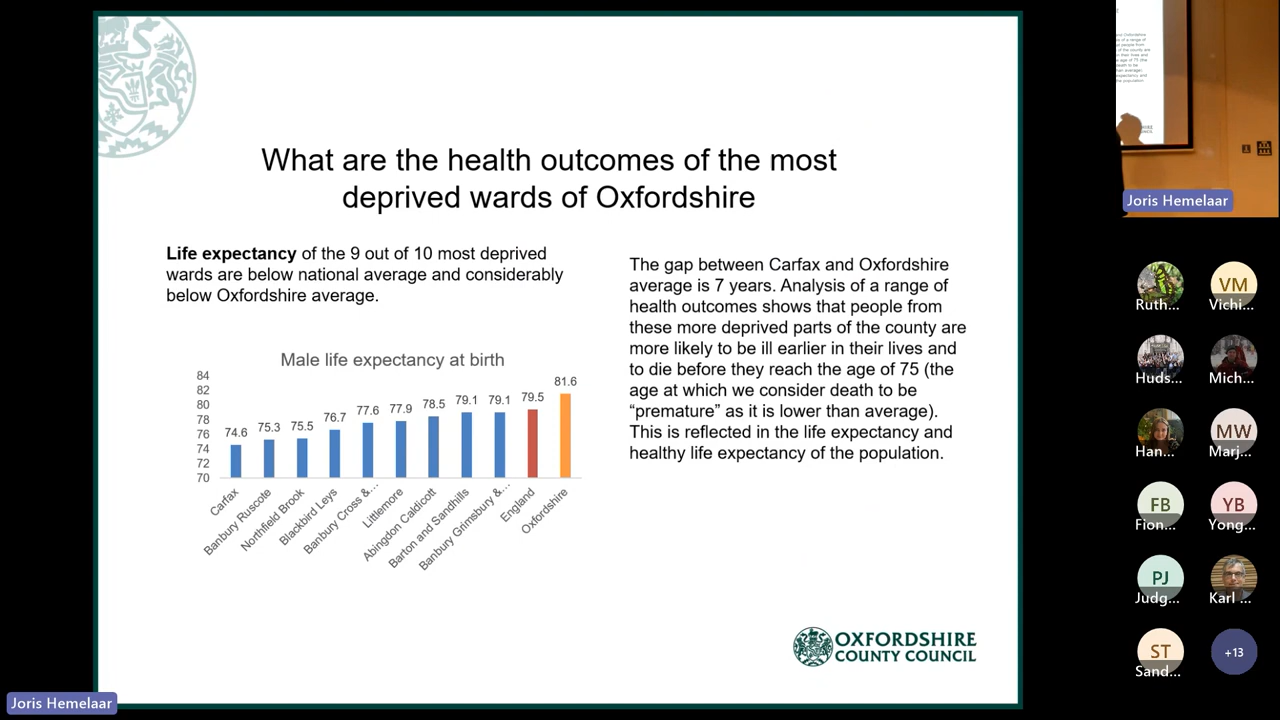 What are the health outcomes of the most
deprived wards of Oxfordshire
Life expectancy of the 9 out of 10 most deprived
wards are below national average and considerably
below Oxfordshire average.
Male life expectancy at birth
84
82
80
78
76
74
72
70
74.6
75.3
75.5
76.7
77.6
77.9
78.5
79.1
79.1
79.5
81.6
Carfax
Banbury Ruscote
Northfield Brook
Blackbird Leys
Banbury Cross &...
Littlemore
Abingdon Caldicott
Barton and Sandhills
Banbury Grimsbury &...
England
Oxfordshire
The gap between Carfax and Oxfordshire
average is 7 years. Analysis of a range of
health outcomes shows that people from
these more deprived parts of the county are
more likely to be ill earlier in their lives and
to die before they reach the age of 75 (the
age at which we consider death to be
“premature” as it is lower than average).
This is reflected in the life expectancy and
healthy life expectancy of the population.
OXFORDSHIRE
COUNTY COUNCIL
Joris Hemelaar
Joris Hemelaar
Ruth...
VM
Vichi...
Huds...
Mich...
Han...
MW
Marj...
FB
Fion...
YB
Yong...
PJ
Judg...
Karl ...
ST
Sand...
+13